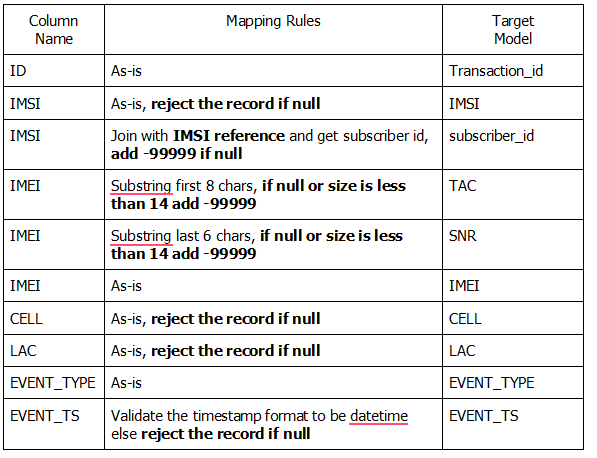 Column Name Mapping Rules Target Model
ID As-is Transaction_id
IMSI As-is, reject the record if null IMSI
IMSI Join with IMSI reference and get subscriber id, subscriber_id
add -99999 if null
IMEI Substring first 8 chars, if null or size is less TAC
than 14 add -99999
IMEI Substring last 6 chars, if null or size is less SNR
than 14 add -99999
IMEI As-is IMEI
CELL As-is, reject the record if null CELL
LAC As-is, reject the record if null LAC
EVENT_TYPE As-is EVENT_TYPE
EVENT_TS Validate the timestamp format to be datetime EVENT_TS
else reject the record if null